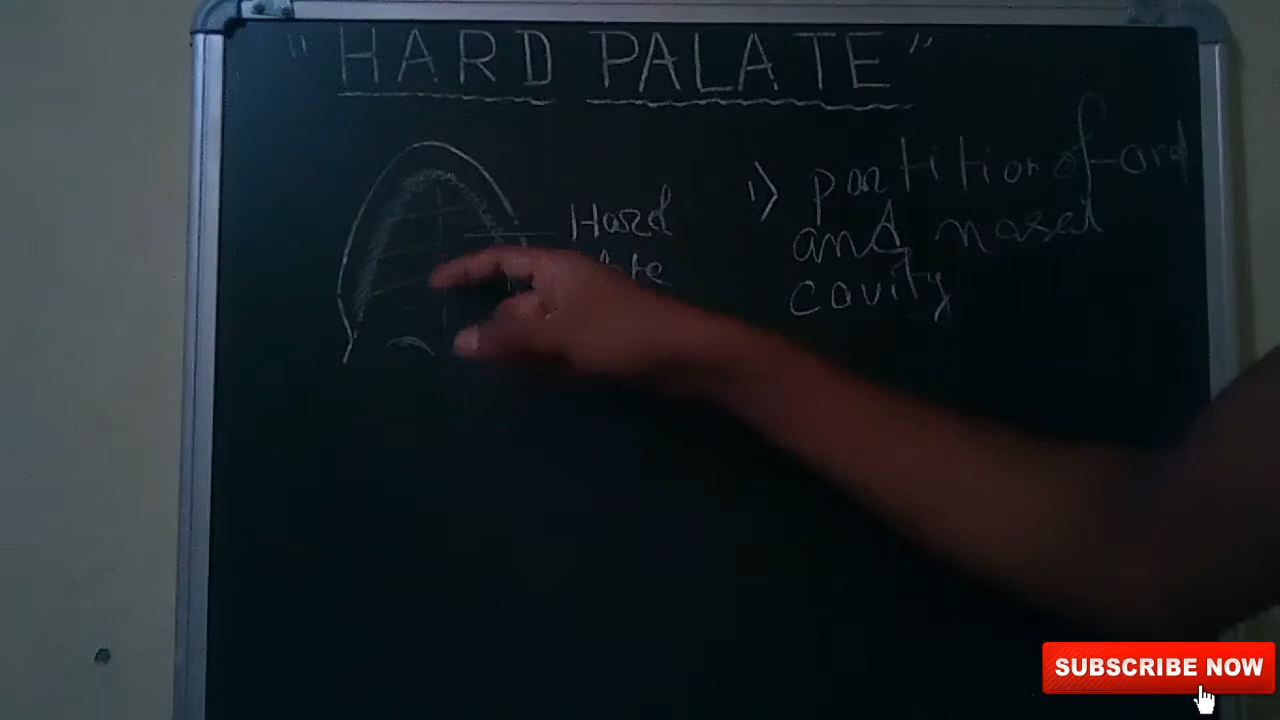 "HARD PALATE"
Hard
1) partition of oral
and nasal
cavity
SUBSCRIBE NOW